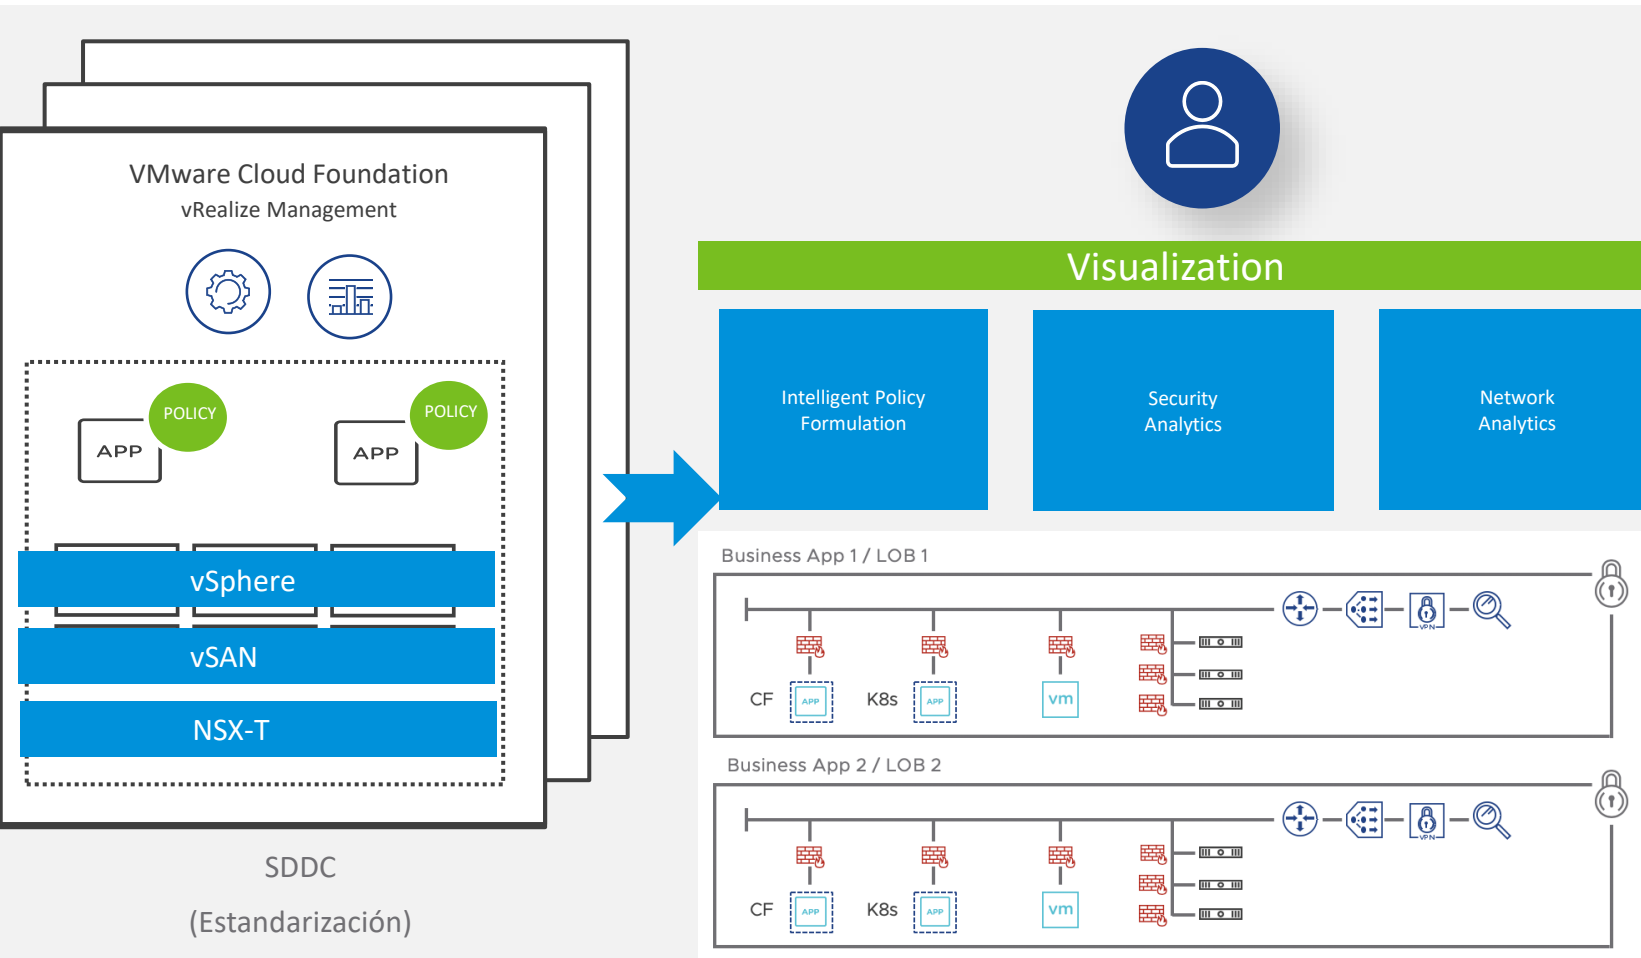 VMware Cloud Foundation
vRealize Management
POLICY
APP
POLICY
APP
vSphere
vSAN
NSX-T
SDDC
(Estandarización)
Visualization
Intelligent Policy
Formulation
Security
Analytics
Network
Analytics
Business App 1 / LOB 1
VPN
CF
APP
K8s
APP
vm
Business App 2 / LOB 2
VPN
CF
APP
K8s
APP
vm